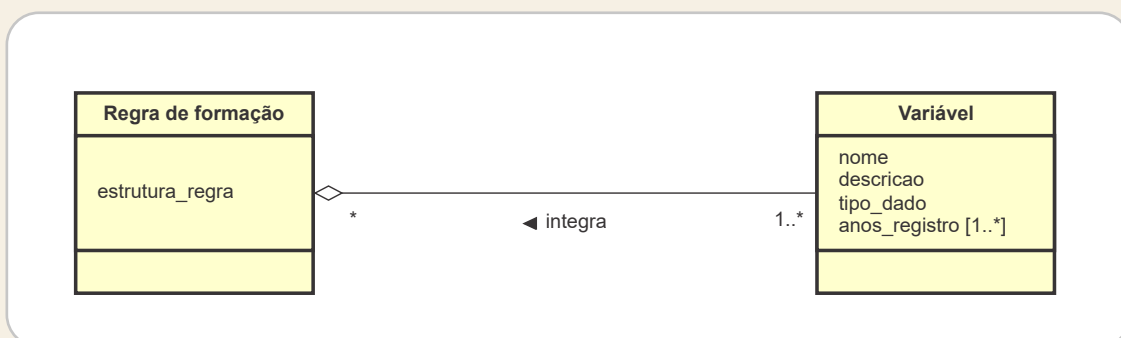 Regra de formação
estrutura_regra
*
◄ integra
1..*
Variável
nome
descricao
tipo_dado
anos_registro [1..*]